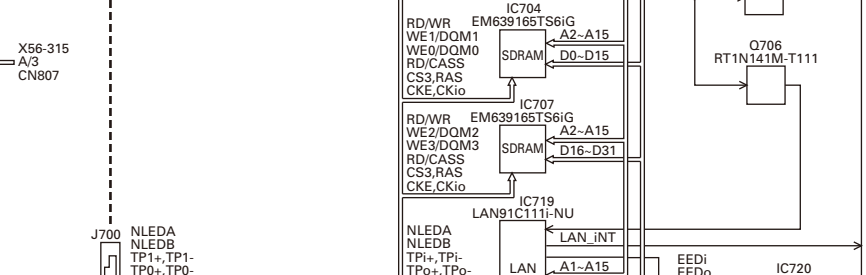 X56-315
A/3
CN807
J700
NLEDA
NLEDB
TP1+,TP1-
TP0+,TP0-
IC704
EM639165TS6iG
RD/WR
WE1/DQM1
WE0/DQM0
RD/CASS
CS3,RAS
CKE,CKio
SDRAM
A2~A15
D0~D15
IC707
EM639165TS6iG
RD/WR
WE2/DQM2
WE3/DQM3
RD/CASS
CS3,RAS
CKE,CKio
SDRAM
A2~A15
D16~D31
IC719
LAN91C111i-NU
NLEDA
NLEDB
TPi+,TPi-
TPo+,TPo-
LAN
LAN_iNT
A1~A15
Q706
RT1N141M-T111
EEDi
EEDo
IC720